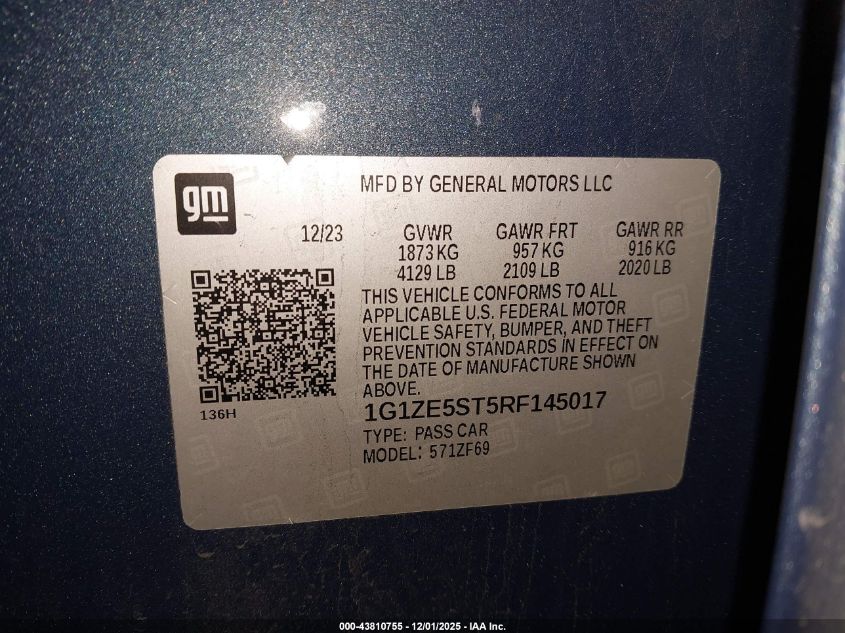 gm
MFD BY GENERAL MOTORS LLC
12/23
GVWR
1873 KG
4129 LB
GAWR FRT
957 KG
2109 LB
GAWR RR
916 KG
2020 LB
THIS VEHICLE CONFORMS TO ALL
APPLICABLE U.S. FEDERAL MOTOR
VEHICLE SAFETY, BUMPER, AND THEFT
PREVENTION STANDARDS IN EFFECT ON
THE DATE OF MANUFACTURE SHOWN
ABOVE.
136H
1G1ZE5ST5RF145017
TYPE: PASS CAR
MODEL: 571ZF69
000-43810755 - 12/01/2025 - IAA Inc.